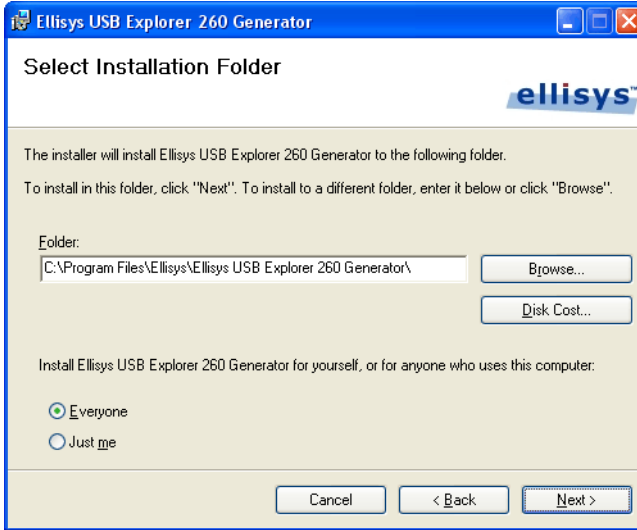 Ellisys USB Explorer 260 Generator
Select Installation Folder
ellisys™
The installer will install Ellisys USB Explorer 260 Generator to the following folder.
To install in this folder, click "Next". To install to a different folder, enter it below or click "Browse".
Folder:
C:\Program Files\Ellisys\Ellisys USB Explorer 260 Generator\
Browse...
Disk Cost...
Install Ellisys USB Explorer 260 Generator for yourself, or for anyone who uses this computer:
Everyone
Just me
Cancel < Back Next >